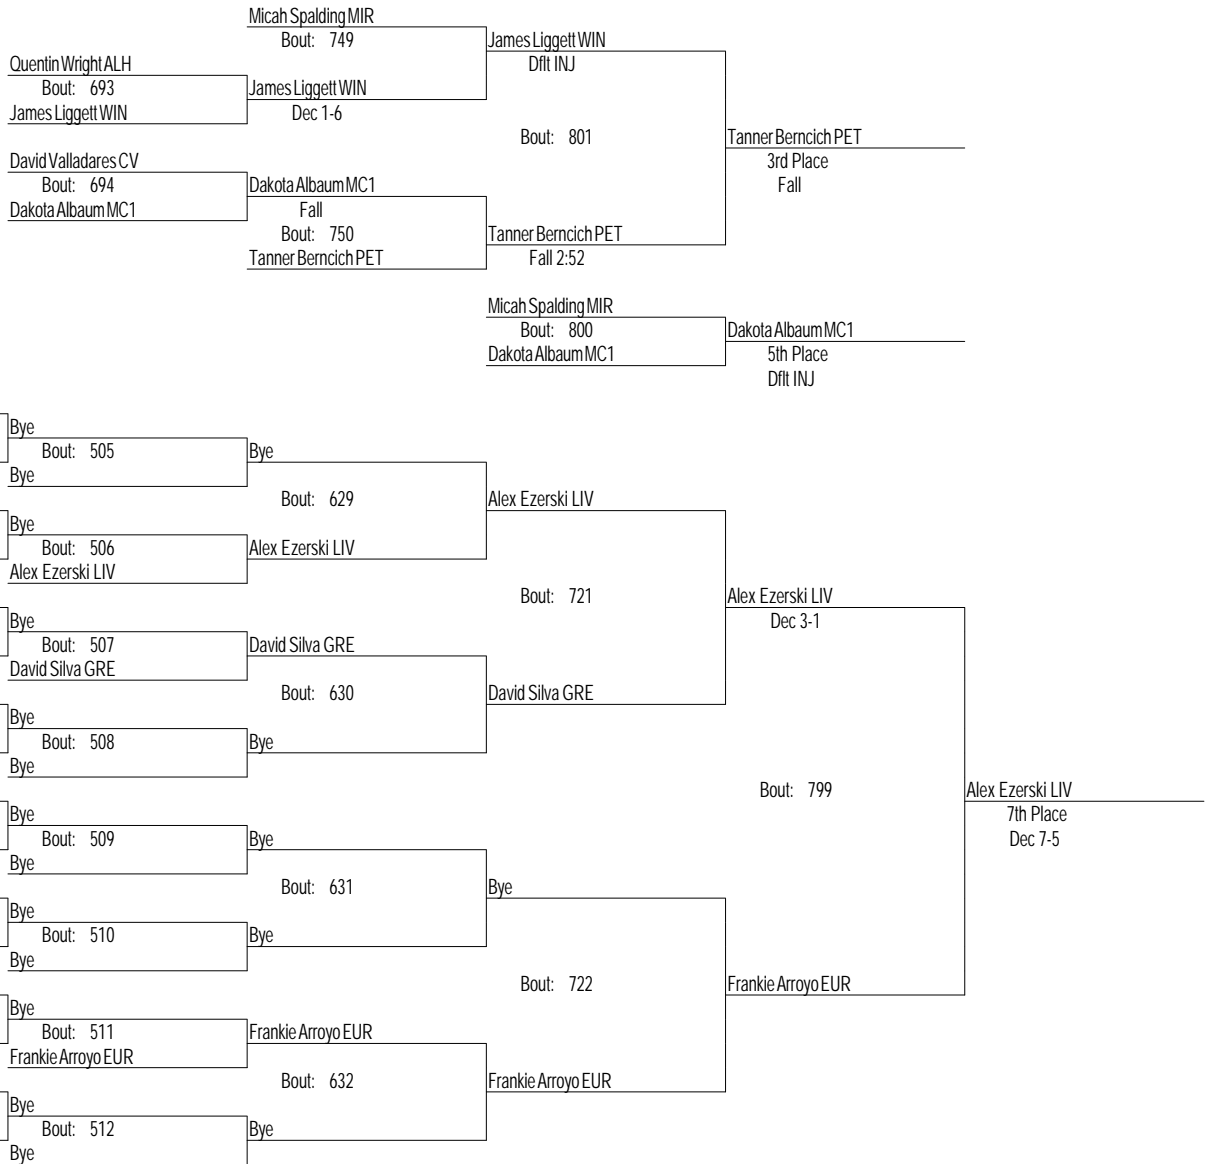 Micah Spalding MIR
Bout: 749
James Liggett WIN
Dflt INJ
Quentin Wright ALH
Bout: 693
James Liggett WIN
James Liggett WIN
Dec 1-6
Bout: 801
Tanner Berncich PET
3rd Place
Fall
David Valladares CV
Bout: 694
Dakota Albaum MC1
Dakota Albaum MC1
Fall
Bout: 750
Tanner Berncich PET
Tanner Berncich PET
Fall 2:52
Micah Spalding MIR
Bout: 800
Dakota Albaum MC1
Dakota Albaum MC1
5th Place
Dflt INJ
Bye
Bout: 505
Bye
Bye
Bout: 629
Alex Ezerski LIV
Bye
Bout: 506
Alex Ezerski LIV
Alex Ezerski LIV
Bout: 721
Alex Ezerski LIV
Dec 3-1
Bye
Bout: 507
David Silva GRE
David Silva GRE
Bout: 630
David Silva GRE
Bye
Bout: 508
Bye
Bye
Bout: 799
Alex Ezerski LIV
7th Place
Dec 7-5
Bye
Bout: 509
Bye
Bye
Bout: 631
Bye
Bye
Bout: 510
Bye
Bye
Bout: 722
Frankie Arroyo EUR
Bye
Bout: 511
Frankie Arroyo EUR
Frankie Arroyo EUR
Bout: 632
Frankie Arroyo EUR
Bye
Bout: 512
Bye
Bye